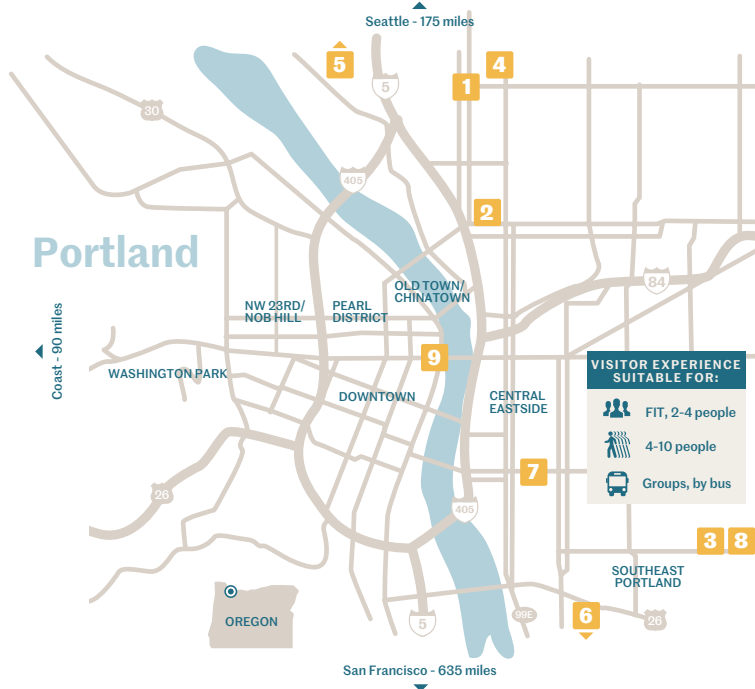 Seattle - 175 miles
5
4
5
1
30
405
2
Portland
OLD TOWN/
CHINATOWN
84
NW 23RD/
NOB HILL
PEARL
DISTRICT
Coast - 90 miles
9
WASHINGTON PARK
VISITOR EXPERIENCE
SUITABLE FOR:
DOWNTOWN
CENTRAL
EASTSIDE
FIT, 2-4 people
4-10 people
7
Groups, by bus
26
405
3
8
SOUTHEAST
PORTLAND
OREGON
5
99E
6
26
San Francisco - 635 miles